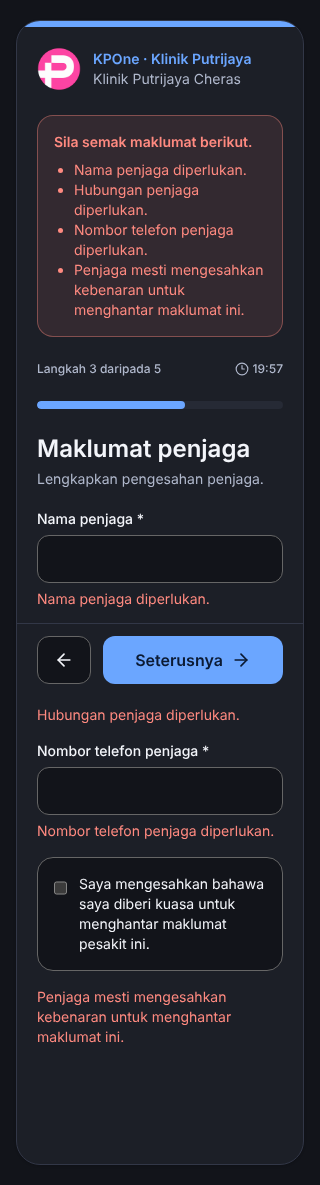 KPOne · Klinik Putrijaya
Klinik Putrijaya Cheras
Sila semak maklumat berikut.
• Nama penjaga diperlukan.
• Hubungan penjaga
diperlukan.
• Nombor telefon penjaga
diperlukan.
• Penjaga mesti mengesahkan
kebenaran untuk
menghantar maklumat ini.
Langkah 3 daripada 5
19:57
Maklumat penjaga
Lengkapkan pengesahan penjaga.
Nama penjaga *
Nama penjaga diperlukan.
Seterusnya
Hubungan penjaga diperlukan.
Nombor telefon penjaga *
Nombor telefon penjaga diperlukan.
Saya mengesahkan bahawa
saya diberi kuasa untuk
menghantar maklumat
pesakit ini.
Penjaga mesti mengesahkan
kebenaran untuk menghantar
maklumat ini.